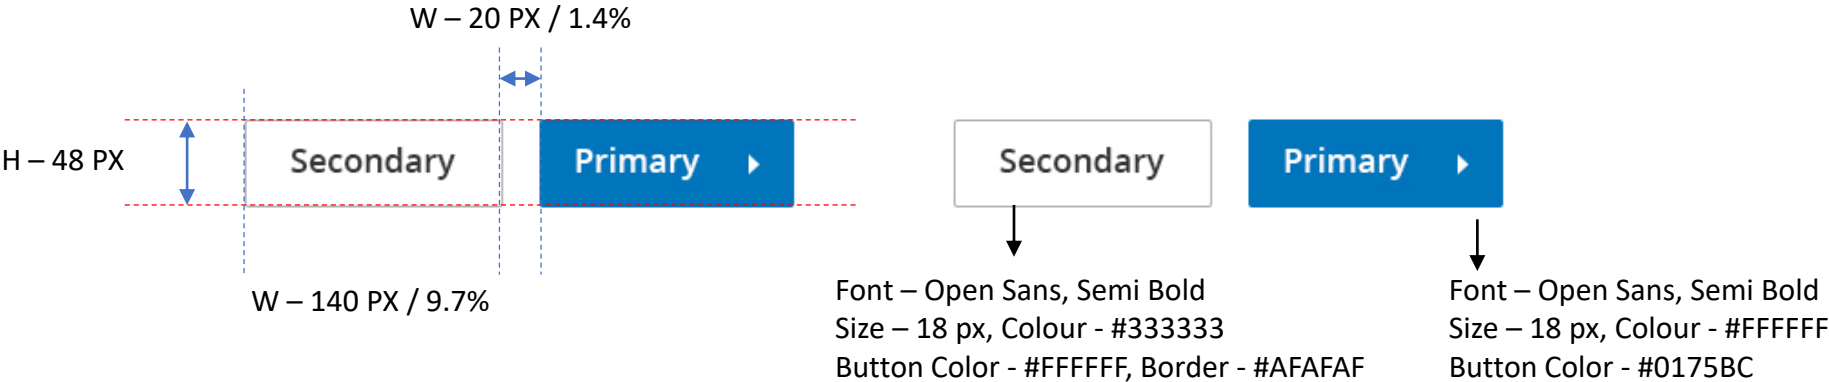 W – 20 PX / 1.4%
H – 48 PX
Secondary
Primary
Secondary
Primary
W – 140 PX / 9.7%
Font – Open Sans, Semi Bold
Size – 18 px, Colour - #333333
Button Color - #FFFFFF, Border - #AFAFAF
Font – Open Sans, Semi Bold
Size – 18 px, Colour - #FFFFFF
Button Color - #0175BC